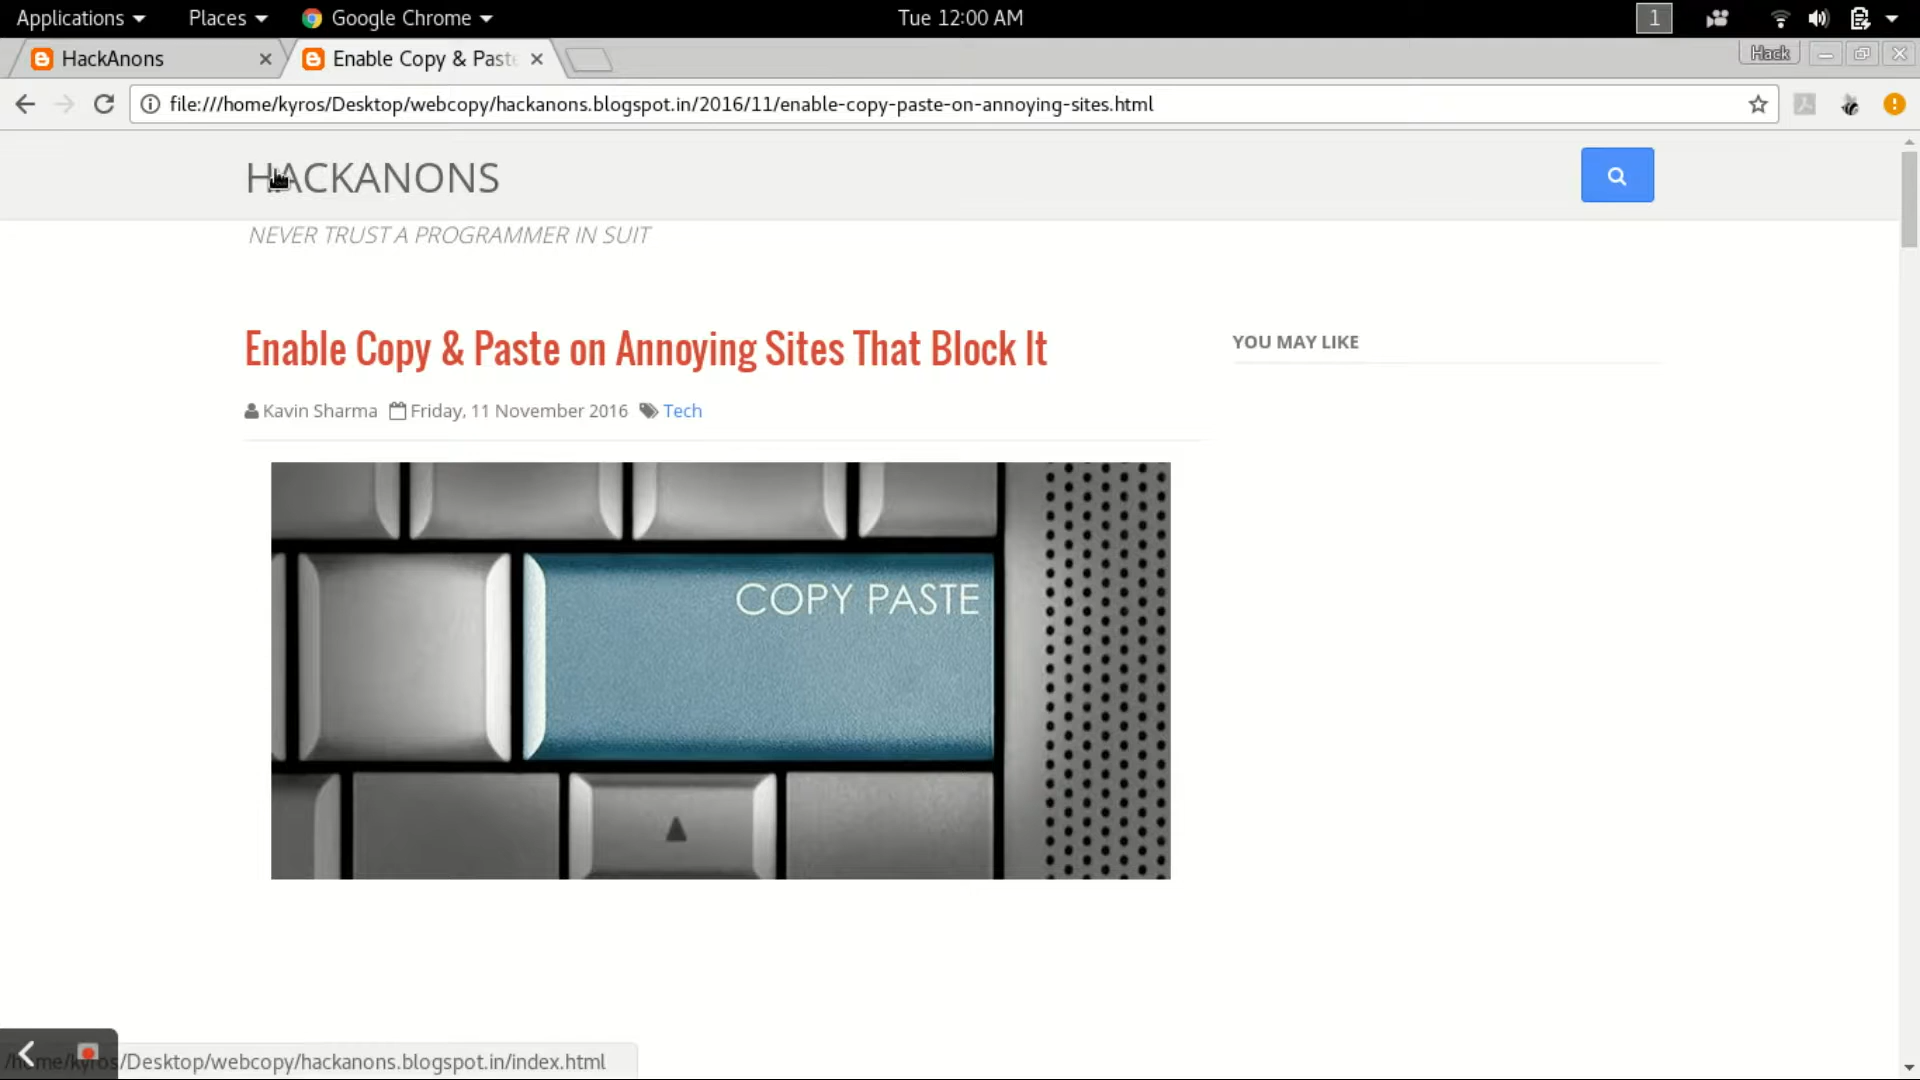 Applications Places Google Chrome Tue 12:00 AM 1
HackAnons Enable Copy & Paste Hack
file:///home/kyros/Desktop/webcopy/hackanons.blogspot.in/2016/11/enable-copy-paste-on-annoying-sites.html
HACKANONS
NEVER TRUST A PROGRAMMER IN SUIT
Enable Copy & Paste on Annoying Sites That Block It
YOU MAY LIKE
Kavin Sharma Friday, 11 November 2016 Tech
COPY PASTE
/home/kyros/Desktop/webcopy/hackanons.blogspot.in/index.html